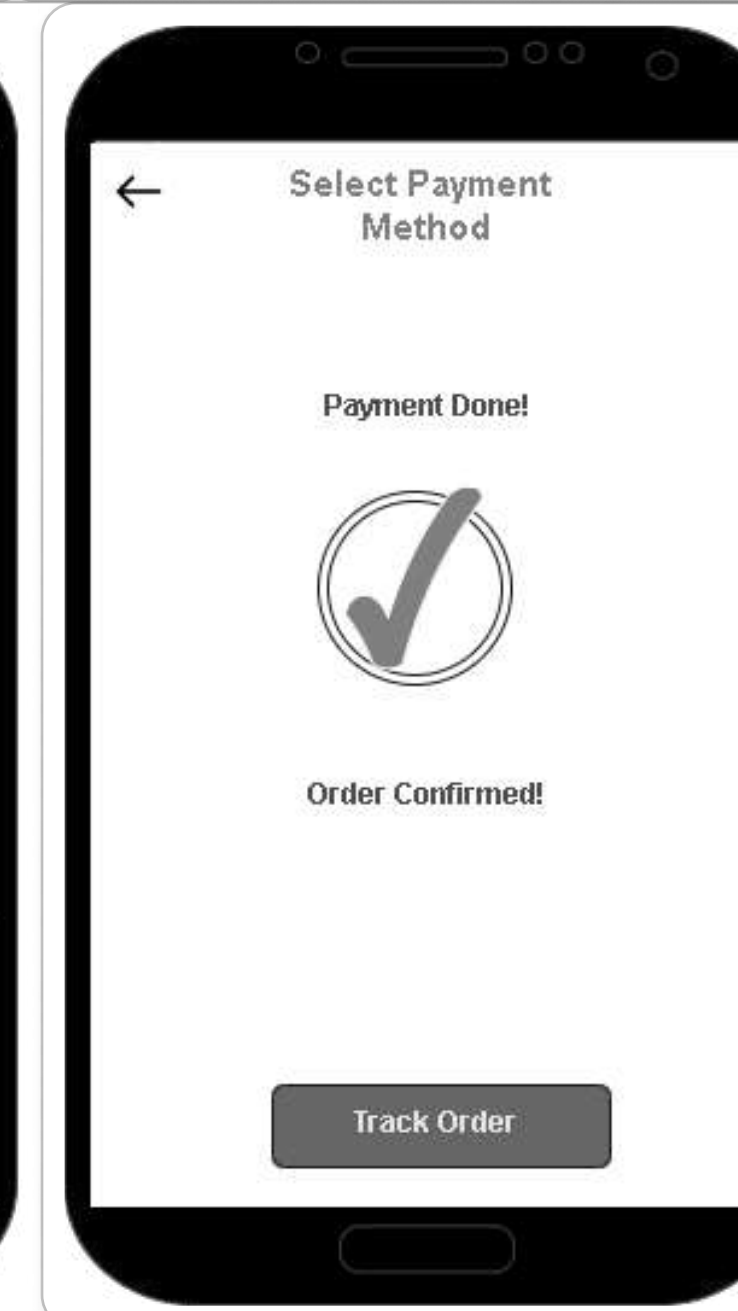 Select Payment
Method
Payment Done!
Order Confirmed!
Track Order